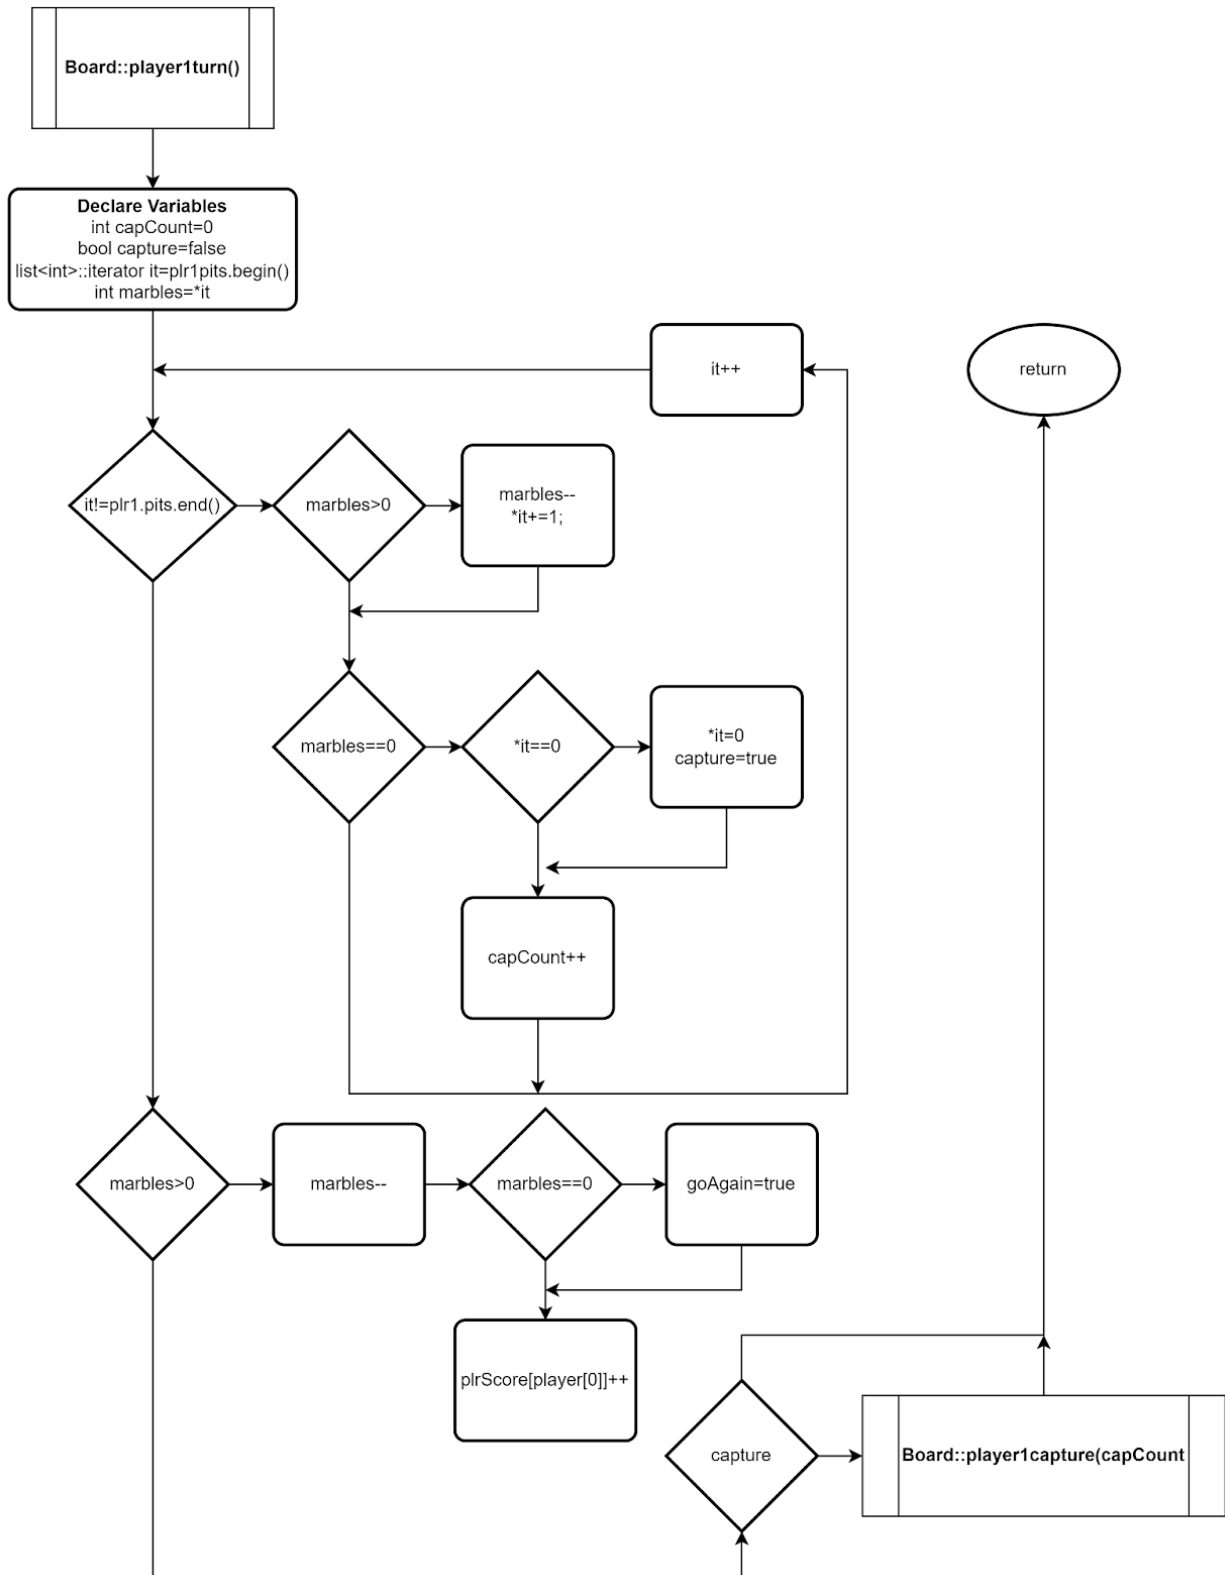 Board::player1turn()
Declare Variables
int capCount=0
bool capture=false
list<int>::iterator it=plr1pits.begin()
int marbles=*it
it++
return
it!=plr1.pits.end()
marbles>0
marbles--
*it+=1;
marbles==0
*it==0
*it=0
capture=true
capCount++
marbles>0
marbles--
marbles==0
goAgain=true
plrScore[player[0]]++
capture
Board::player1capture(capCount